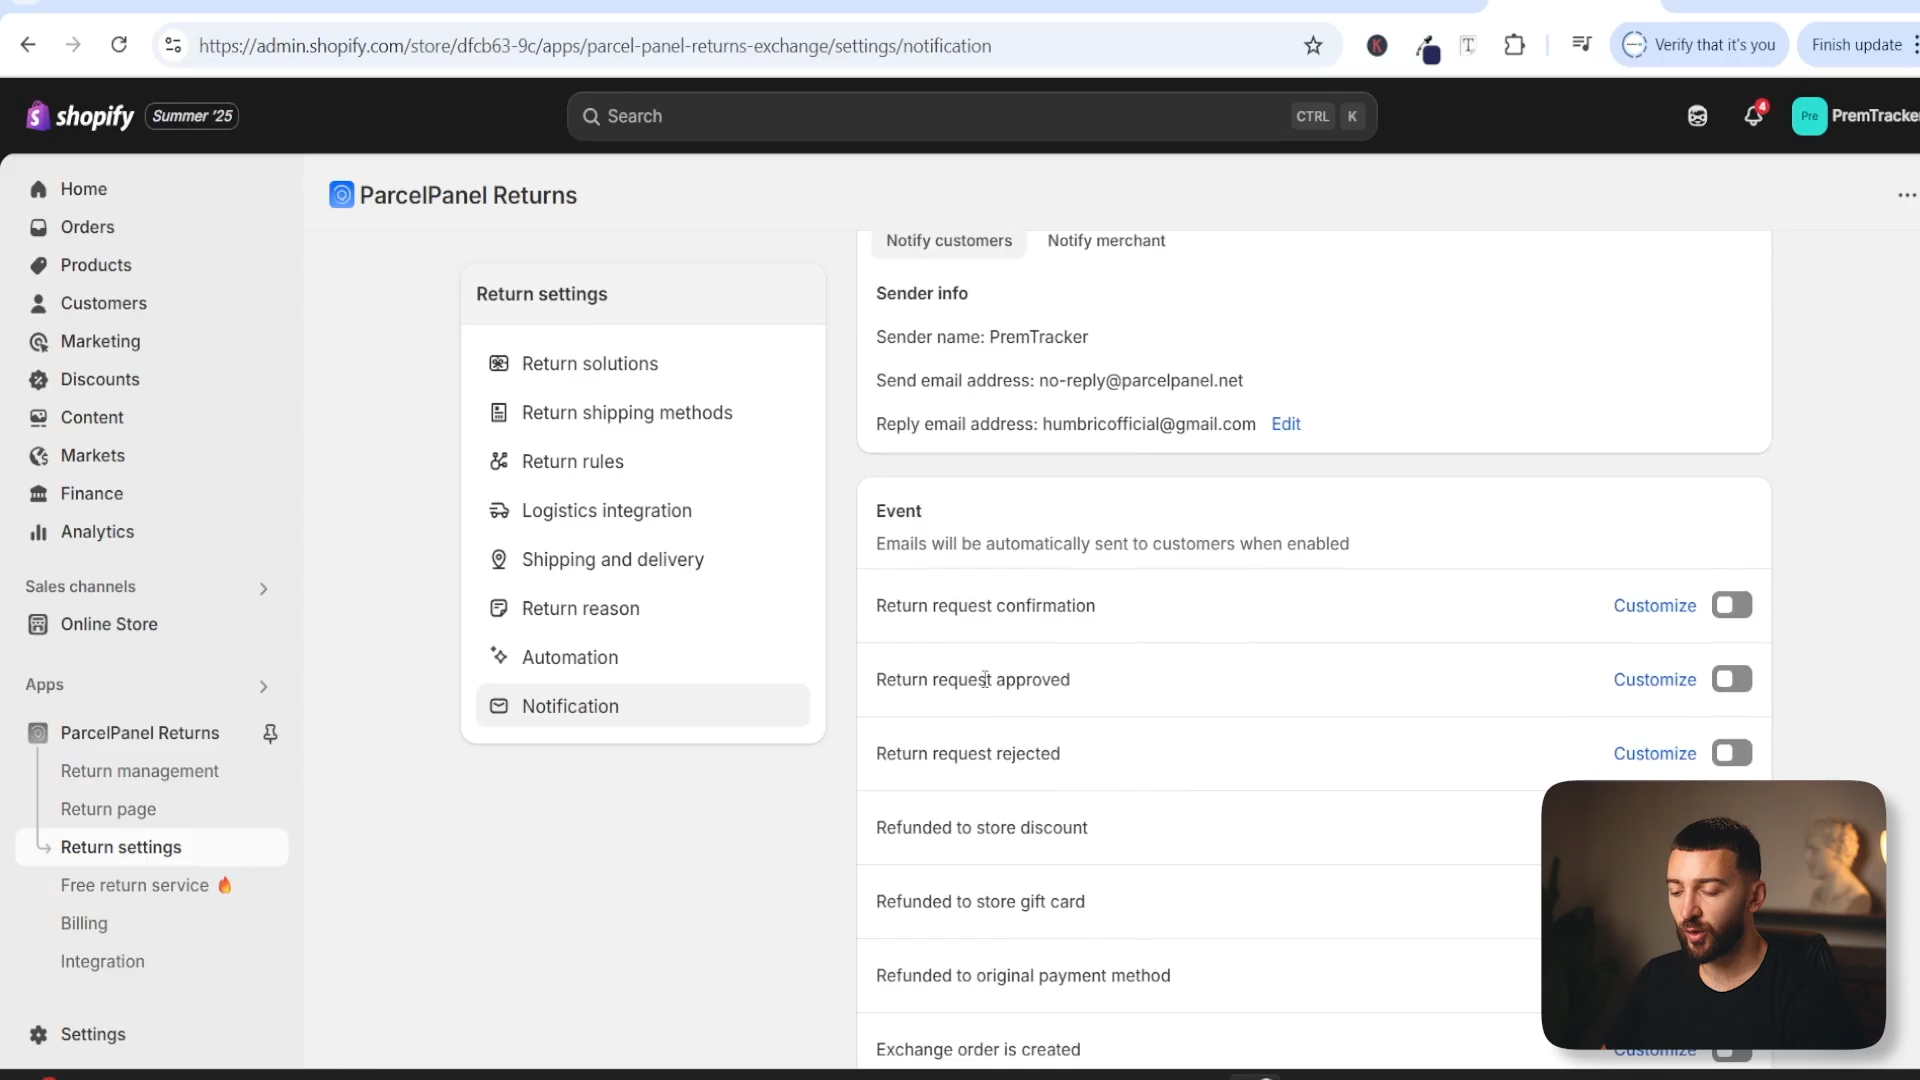 https://admin.shopify.com/store/dfcb63-9c/apps/parcel-panel-returns-exchange/settings/notification
K
T
Verify that it's you
Finish update
shopify
Summer '25
Search
CTRL K
4
Pre
PremTracker
Home
Orders
Products
Customers
Marketing
Discounts
Content
Markets
Finance
Analytics
Sales channels
Online Store
Apps
ParcelPanel Returns
Return management
Return page
Return settings
Free return service 🔥
Billing
Integration
Settings
ParcelPanel Returns
Return settings
Return solutions
Return shipping methods
Return rules
Logistics integration
Shipping and delivery
Return reason
Automation
Notification
Notify customers
Notify merchant
Sender info
Sender name: PremTracker
Send email address: no-reply@parcelpanel.net
Reply email address: humbricofficial@gmail.com Edit
Event
Emails will be automatically sent to customers when enabled
Return request confirmation
Customize
Return request approved
Customize
Return request rejected
Customize
Refunded to store discount
Refunded to store gift card
Refunded to original payment method
Exchange order is created
Customize